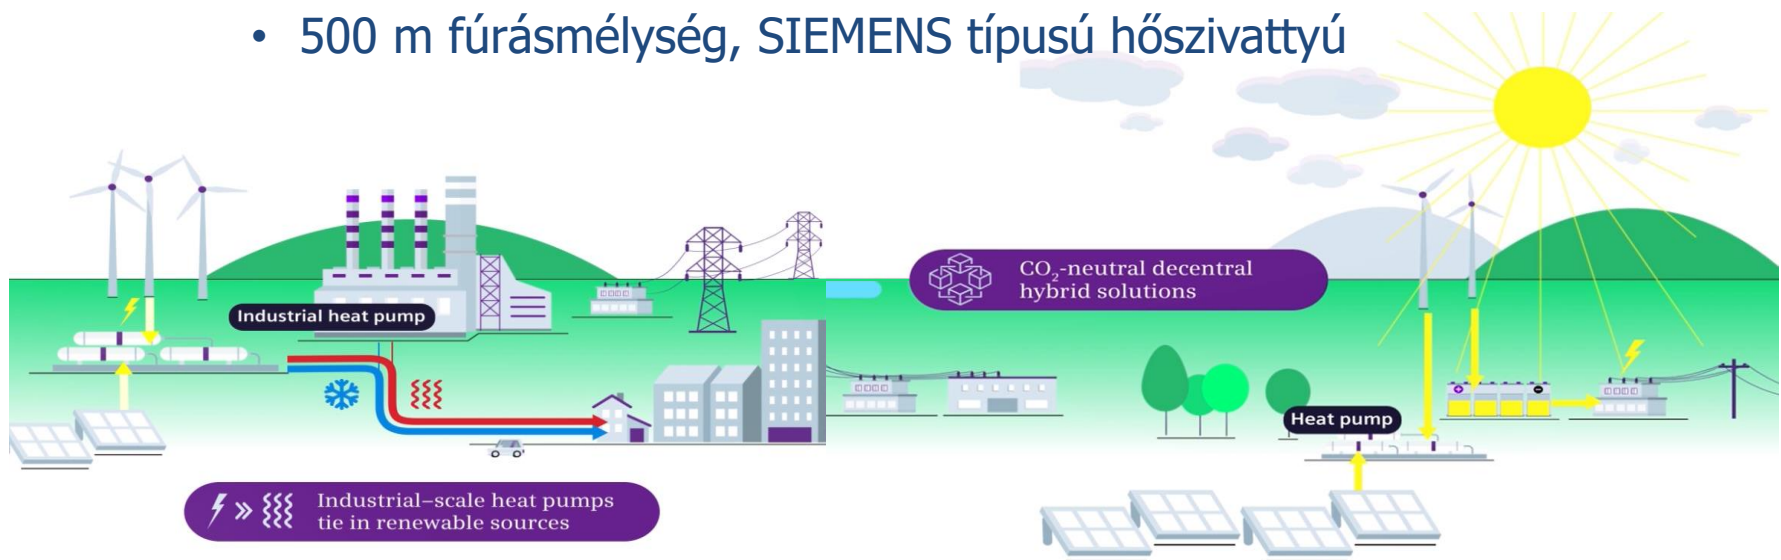 • 500 m fúrásmélység, SIEMENS típusú hőszivattyú
Industrial heat pump
Industrial–scale heat pumps
tie in renewable sources
CO₂-neutral decentral
hybrid solutions
Heat pump